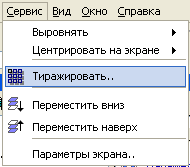 Сервис Вид Окно Справка
Выровнять
Центрировать на экране
Тиражировать..
Переместить вниз
Переместить наверх
Параметры экрана..